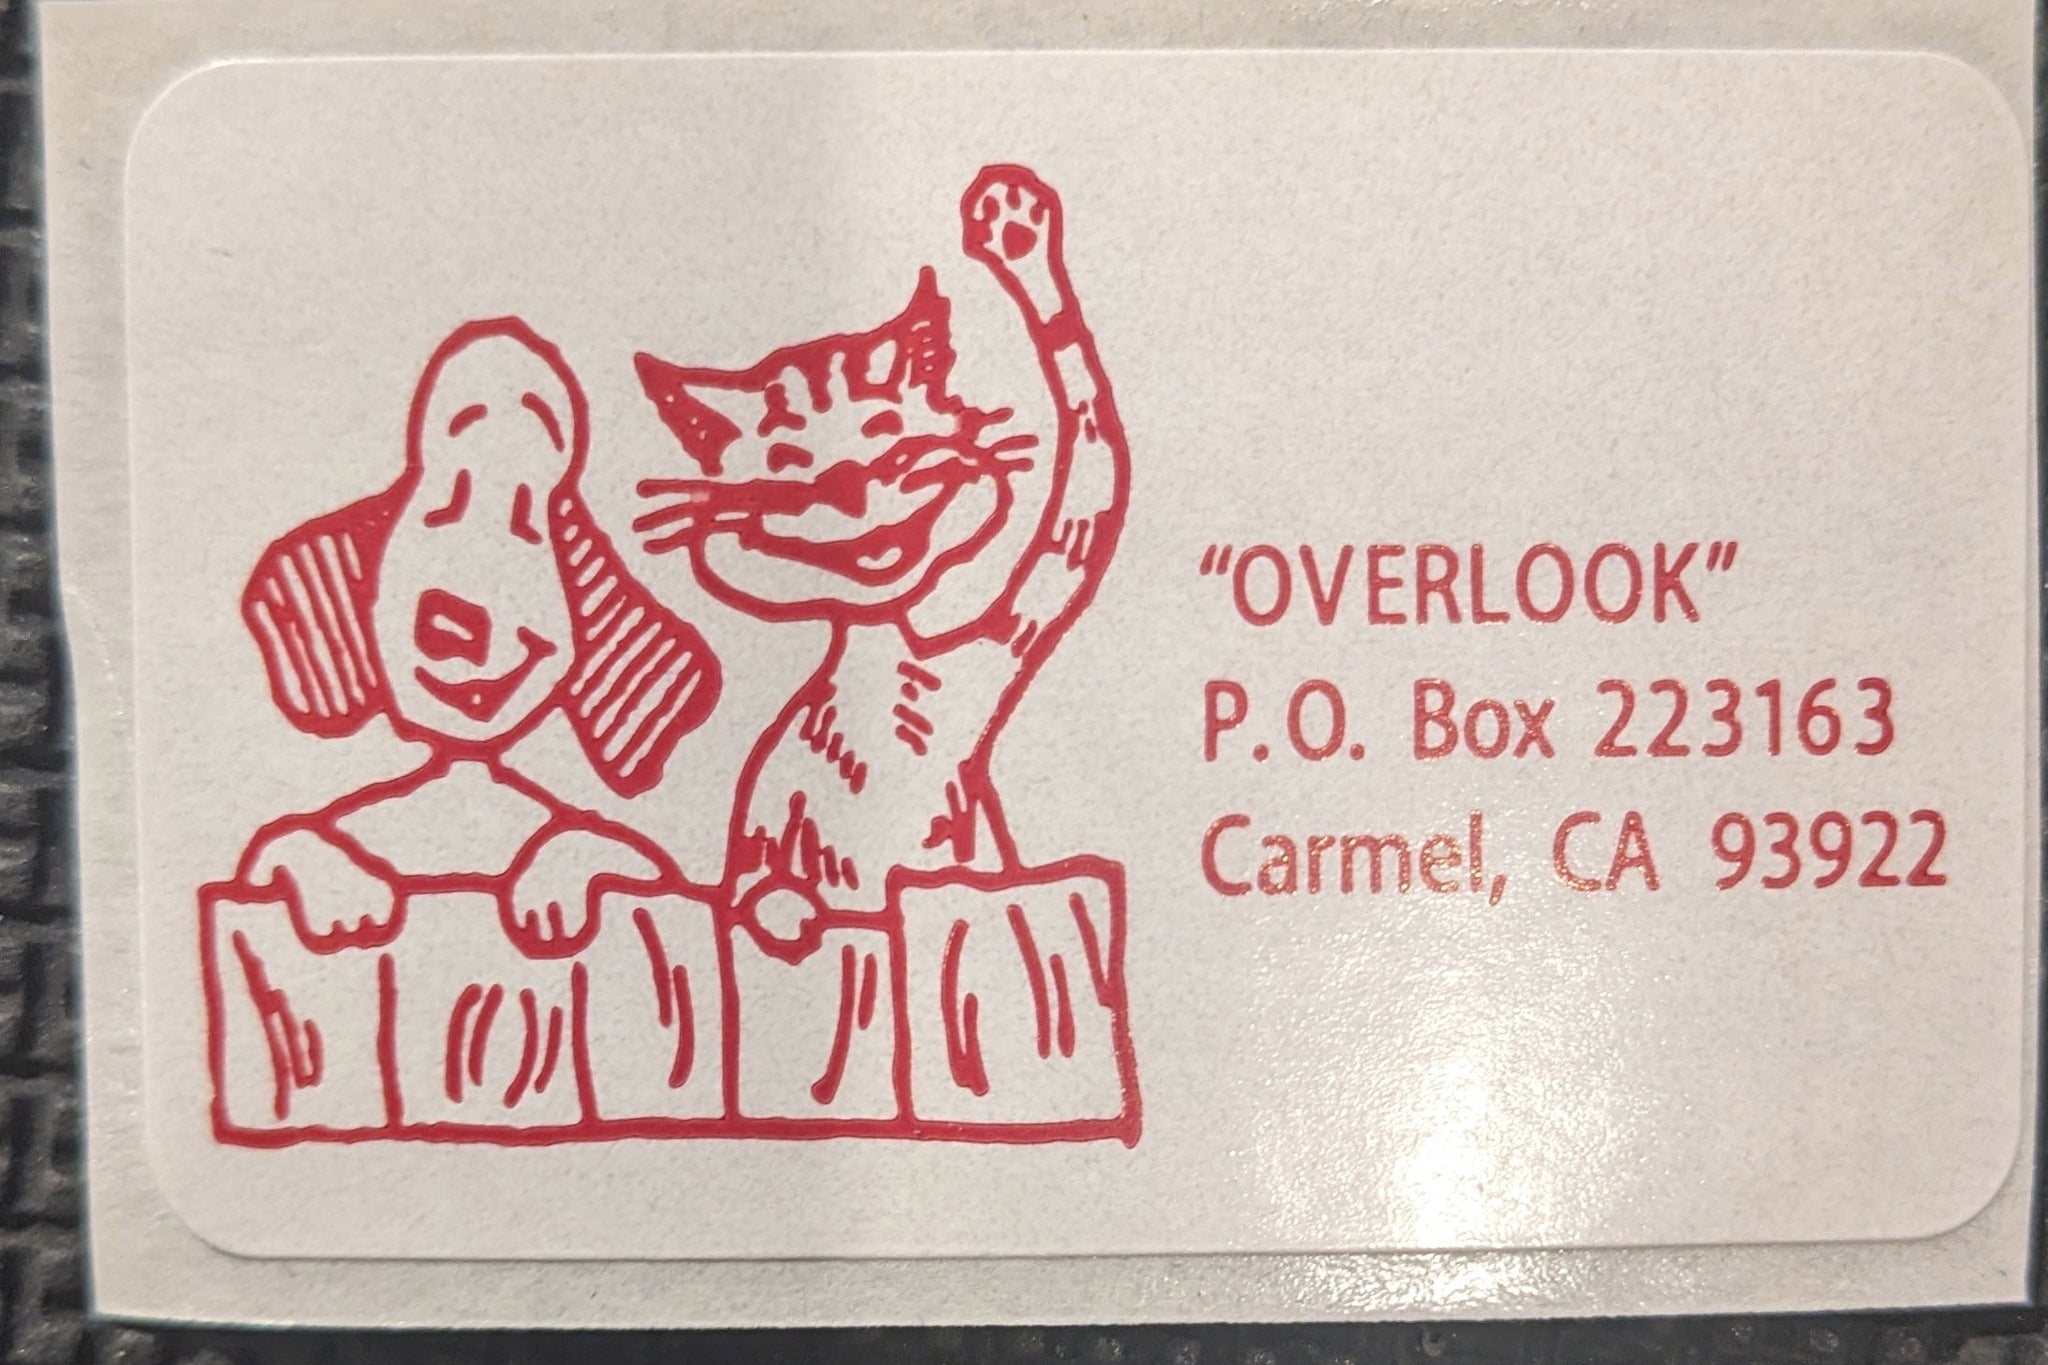 “OVERLOOK”
P.O. Box 223163
Carmel, CA 93922